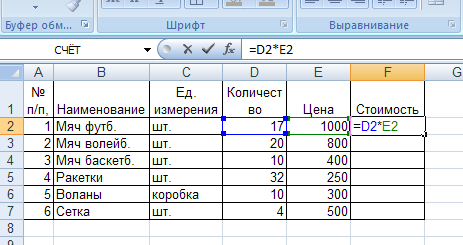 Буфер обм...
Шрифт
Выравнивание
СЧЁТ =D2*E2
A B C D E F G
№ п/п, Наименование Ед. измерения Количест во Цена Стоимость
1
2 1 Мяч футб. шт. 17 1000 =D2*E2
3 2 Мяч волейб. шт. 20 800
4 3 Мяч баскетб. шт. 10 400
5 4 Ракетки шт. 32 250
6 5 Воланы коробка 10 300
7 6 Сетка шт. 4 500